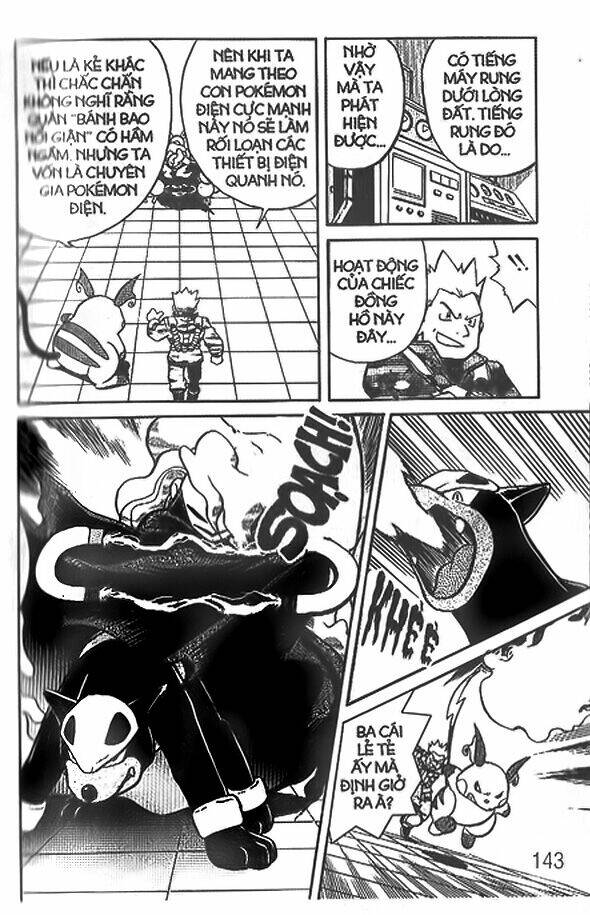 CÓ TIẾNG
MÁY RUNG
DƯỚI LÒNG
ĐẤT. TIẾNG
RUNG ĐÓ
LÀ DO...
NHỜ
VẬY
MÀ TA
PHÁT
HIỆN
ĐƯỢC...
HOẠT ĐỘNG
CỦA CHIẾC
ĐỒNG
HỒ NÀY
ĐÂY...
!!
NÊN KHI TA
MANG THEO
CON POKÉMON
ĐIỆN CỰC MẠNH
NÀY NÓ SẼ LÀM
RỐI LOẠN CÁC
THIẾT BỊ ĐIỆN
QUANH NÓ.
NẾU LÀ KẺ KHÁC
THÌ CHẮC CHẮN
KHÔNG NGHĨ RẰNG
QUÁN "BÁNH BAO
NỔI GIẬN" CÓ HẦM
NGẦM. NHƯNG TA
VỐN LÀ CHUYÊN
GIA POKÉMON
ĐIỆN.
KHÈE
SOẠCH!
BA CÁI
LẺ TẺ
ẤY MÀ
ĐỊNH GIỞ
RA À?
143